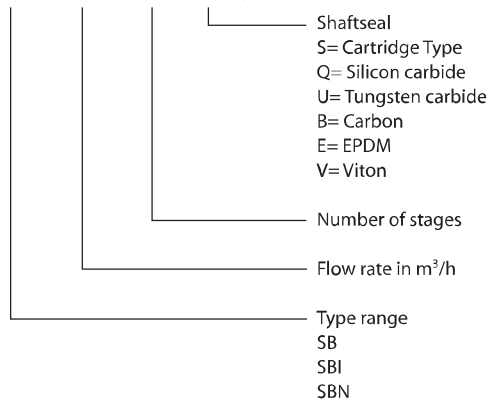 Shaftseal
S= Cartridge Type
Q= Silicon carbide
U= Tungsten carbide
B= Carbon
E= EPDM
V= Viton
Number of stages
Flow rate in m³/h
Type range
SB
SBI
SBN